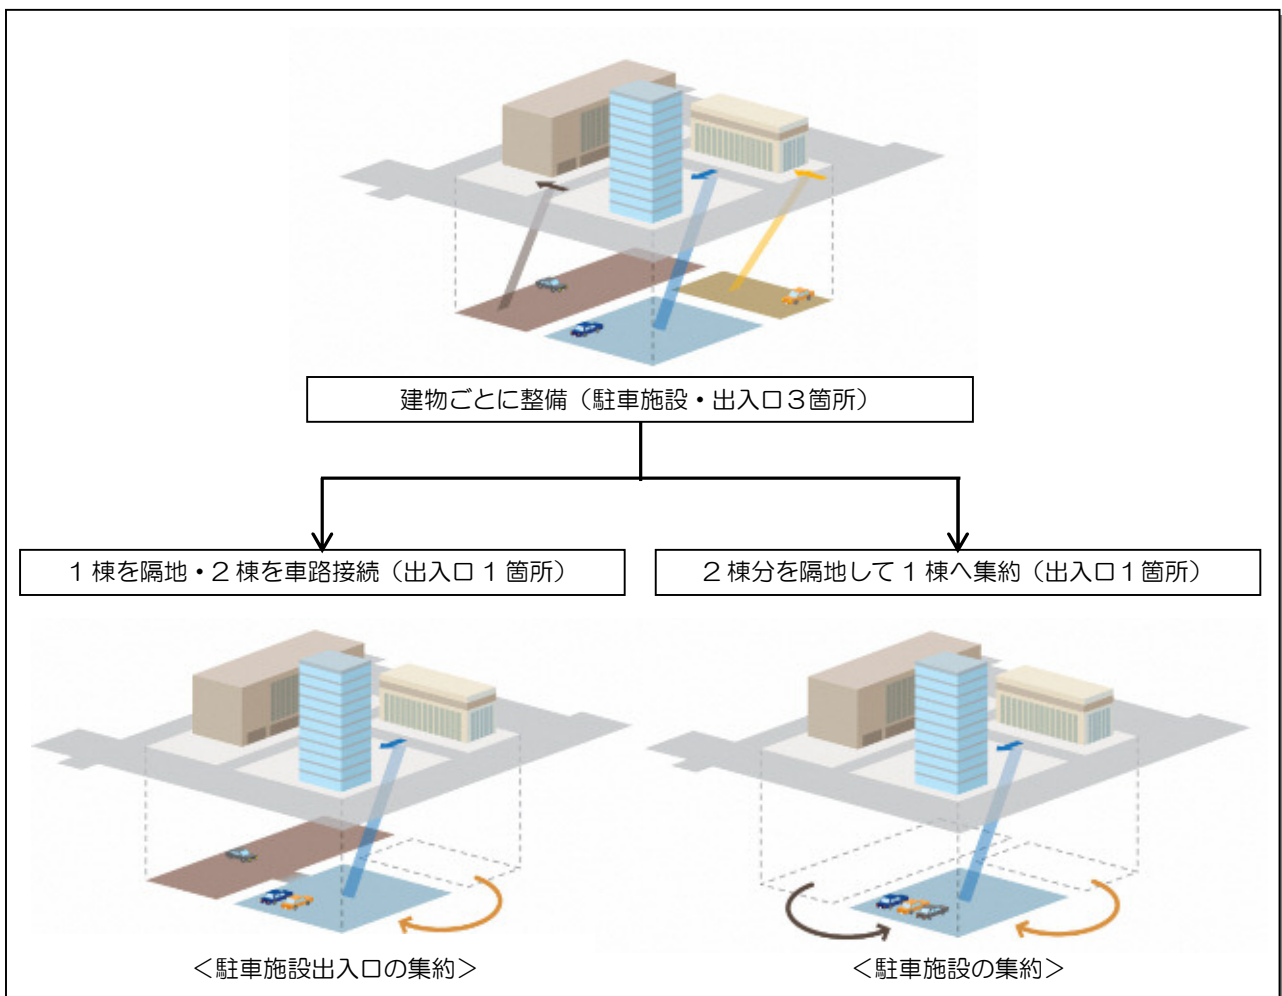 建物ごとに整備（駐車施設・出入口３箇所）
１棟を隔地・２棟を車路接続（出入口１箇所）
２棟分を隔地して１棟へ集約（出入口１箇所）
＜駐車施設出入口の集約＞
＜駐車施設の集約＞